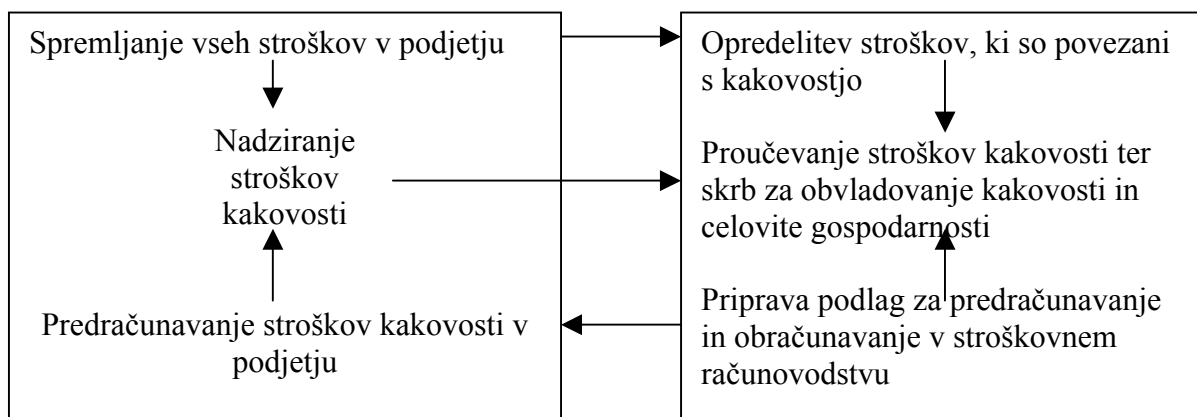 Spremljanje vseh stroškov v podjetju
Nadziranje
stroškov
kakovosti
Predračunavanje stroškov kakovosti v
podjetju
Opredelitev stroškov, ki so povezani
s kakovostjo
Proučevanje stroškov kakovosti ter
skrb za obvladovanje kakovosti in
celovite gospodarnosti
Priprava podlag za predračunavanje
in obračunavanje v stroškovnem
računovodstvu